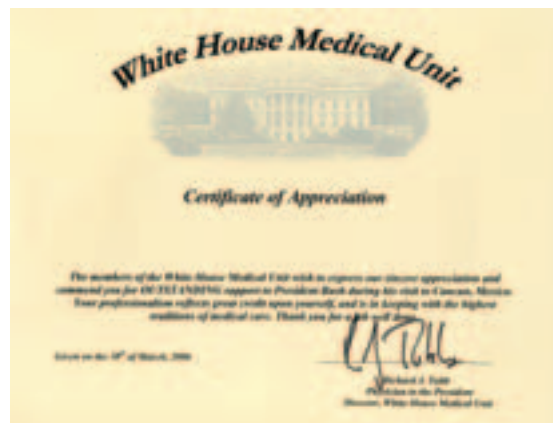 White House Medical Unit
Certificate of Appreciation
The members of the White House Medical Unit wish to express our sincere appreciation and
commend you for OUTSTANDING support to President Bush during his visit to Cancun, Mexico
Your professionalism reflects great credit upon yourself, and is in keeping with the highest
traditions of medical care. Thank you for a job well
Given on the of March, 2006
Richard J. Tubb
Physician to the President
Director, White House Medical Unit